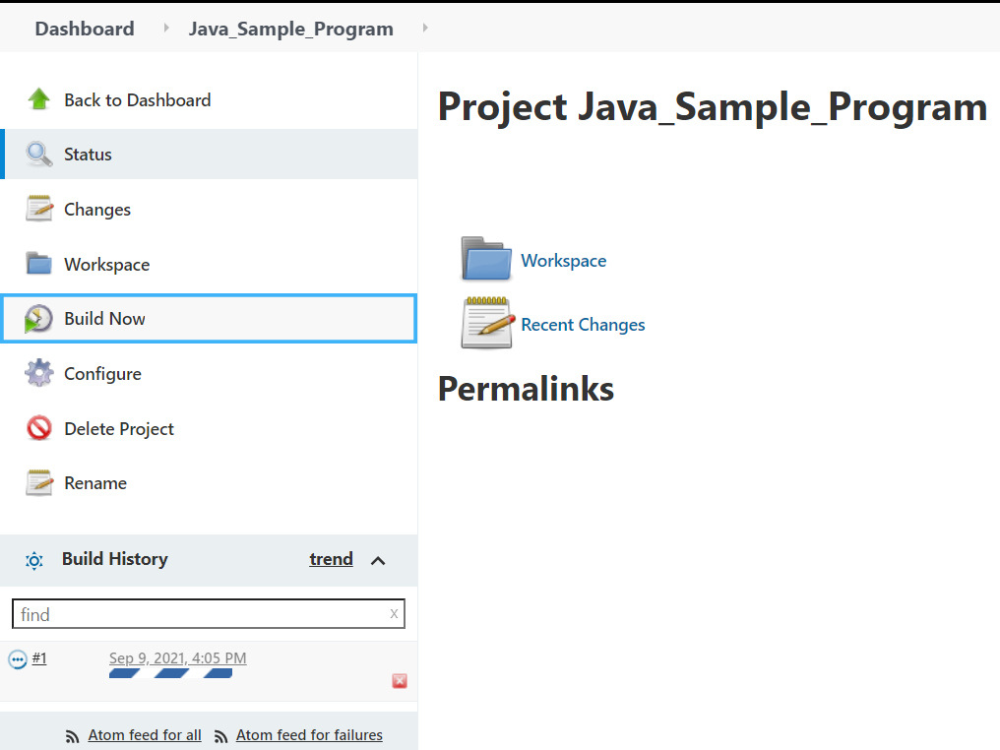 Dashboard Java_Sample_Program
Back to Dashboard
Status
Changes
Workspace
Build Now
Configure
Delete Project
Rename
Build History trend
find x
#1 Sep 9, 2021, 4:05 PM
Atom feed for all Atom feed for failures
Project Java_Sample_Program
Workspace
Recent Changes
Permalinks